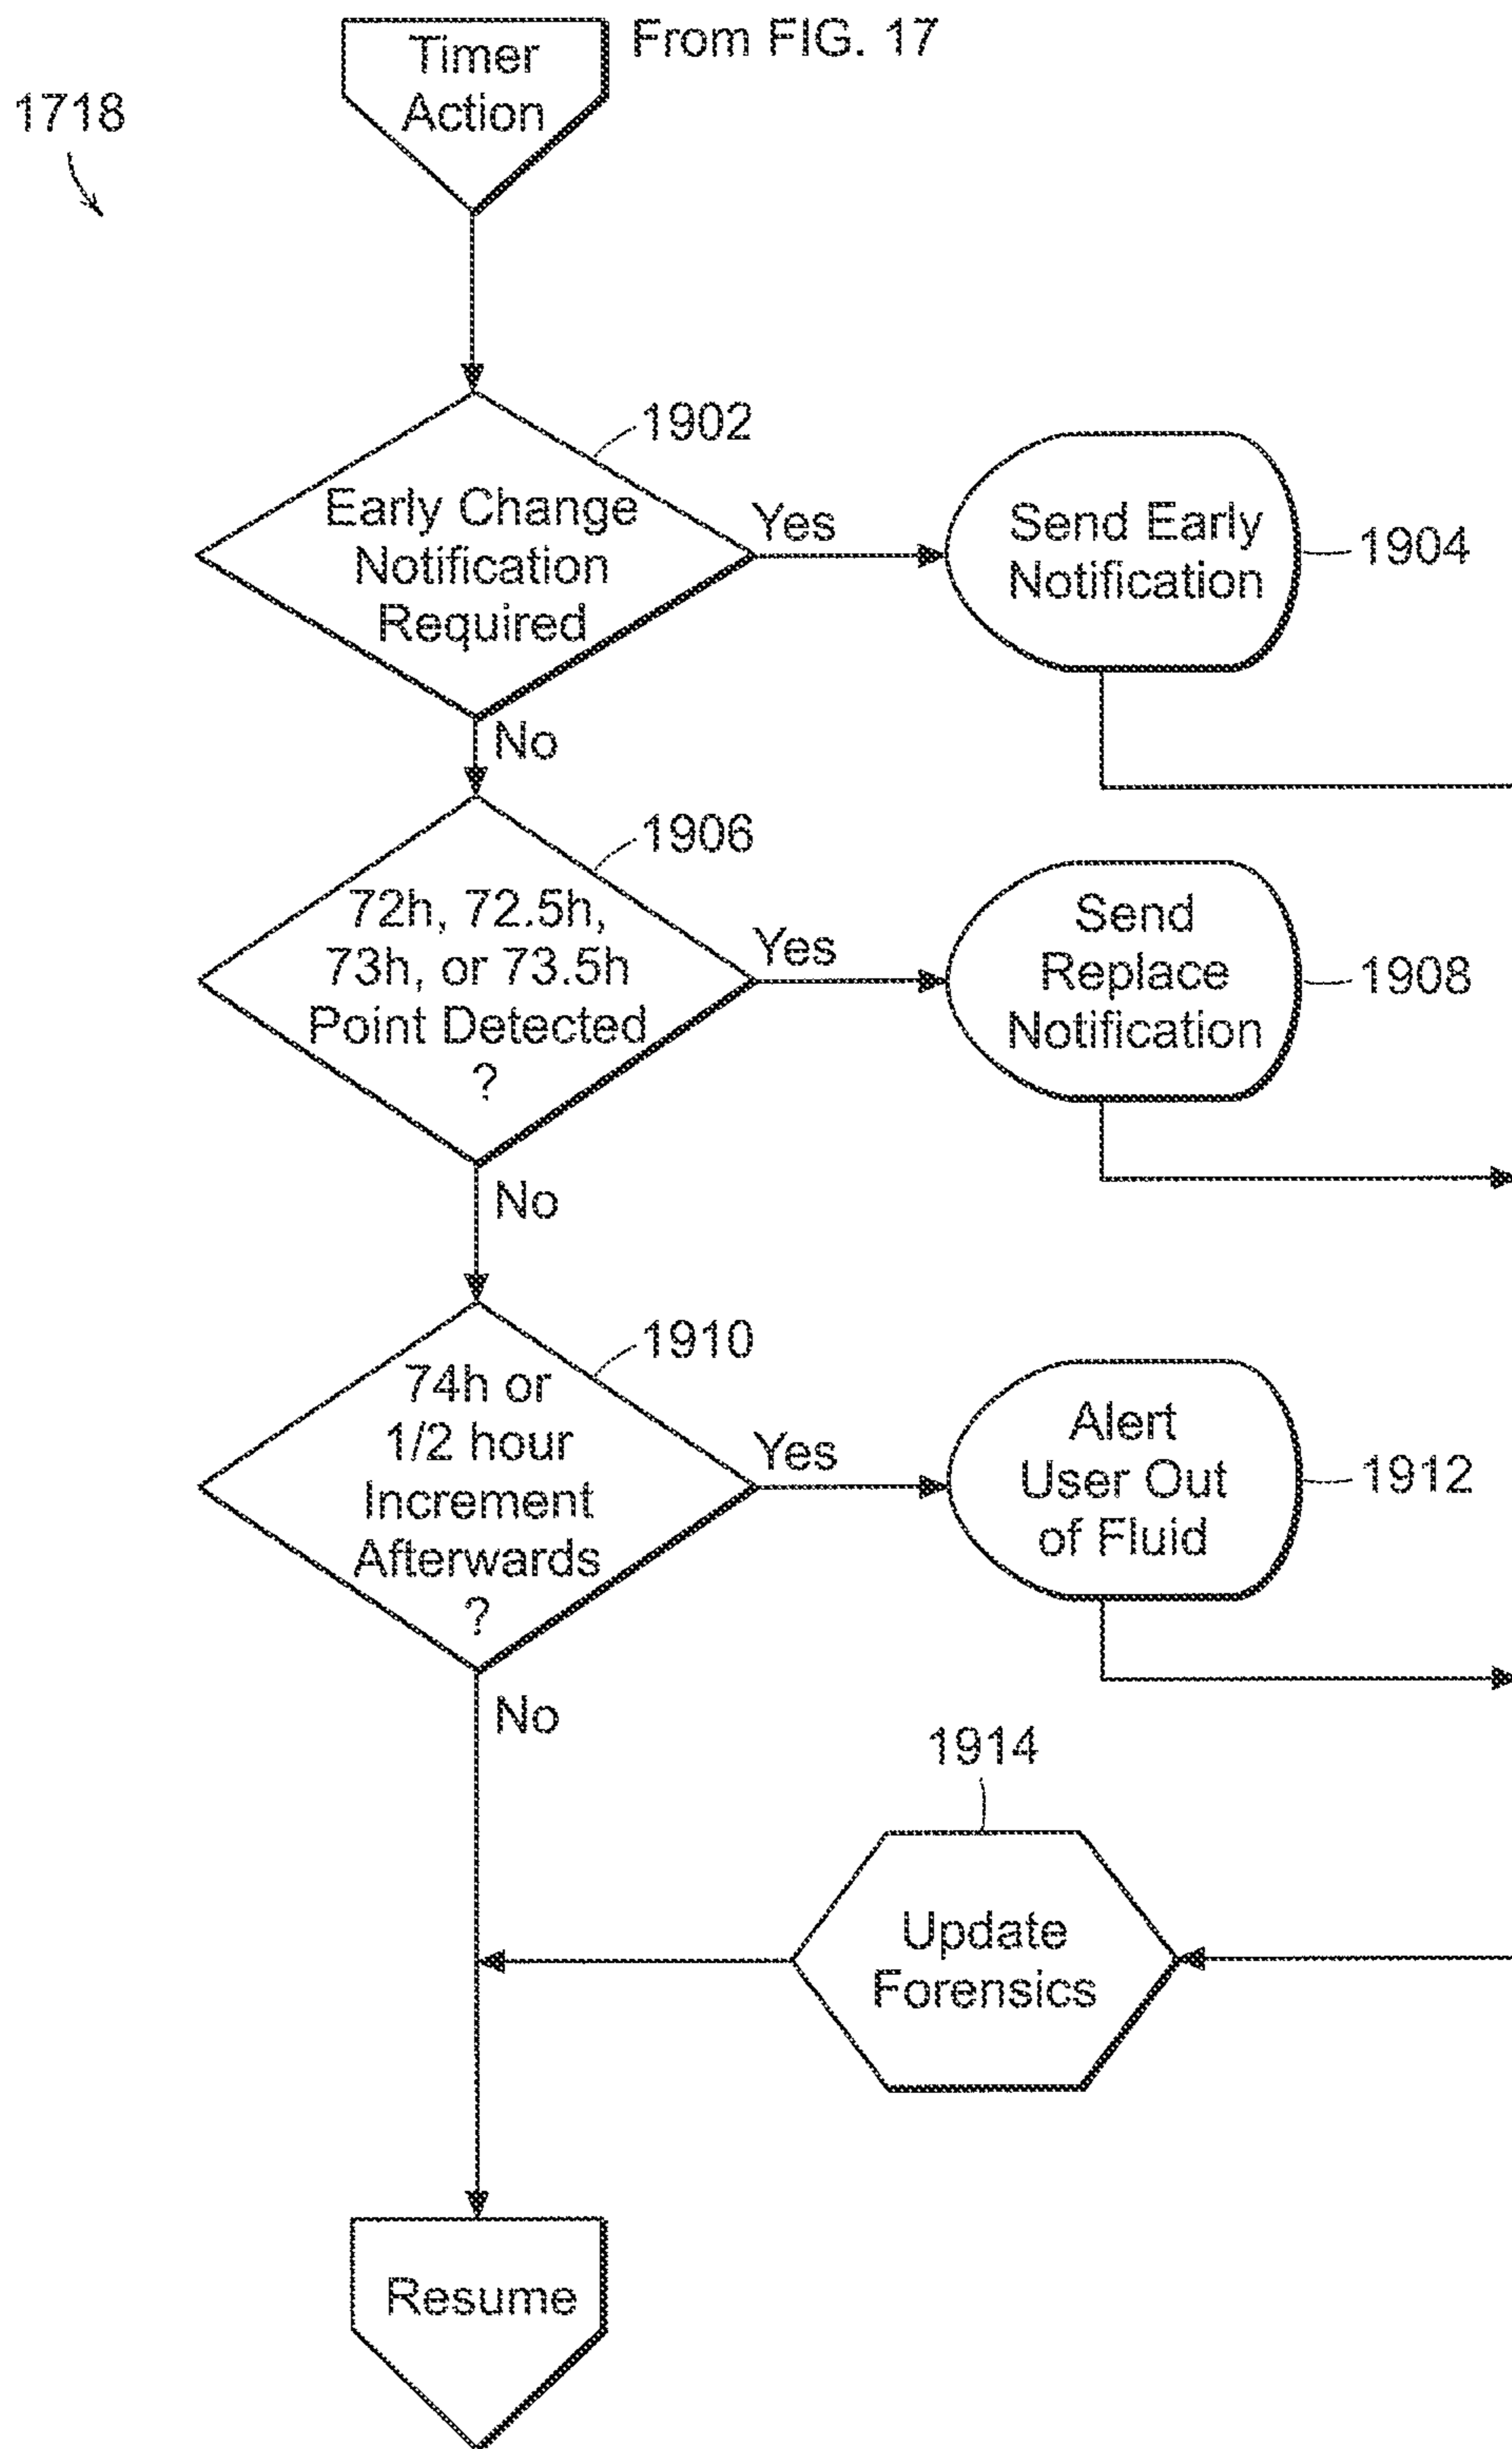 Timer
Action
From FIG. 17
1718
1902
Early Change
Notification
Required
Yes
Send Early
Notification
1904
No
1906
72h, 72.5h,
73h, or 73.5h
Point Detected
?
Yes
Send
Replace
Notification
1908
No
1910
74h or
1/2 hour
Increment
Afterwards
?
Yes
Alert
User Out
of Fluid
1912
No
1914
Update
Forensics
Resume